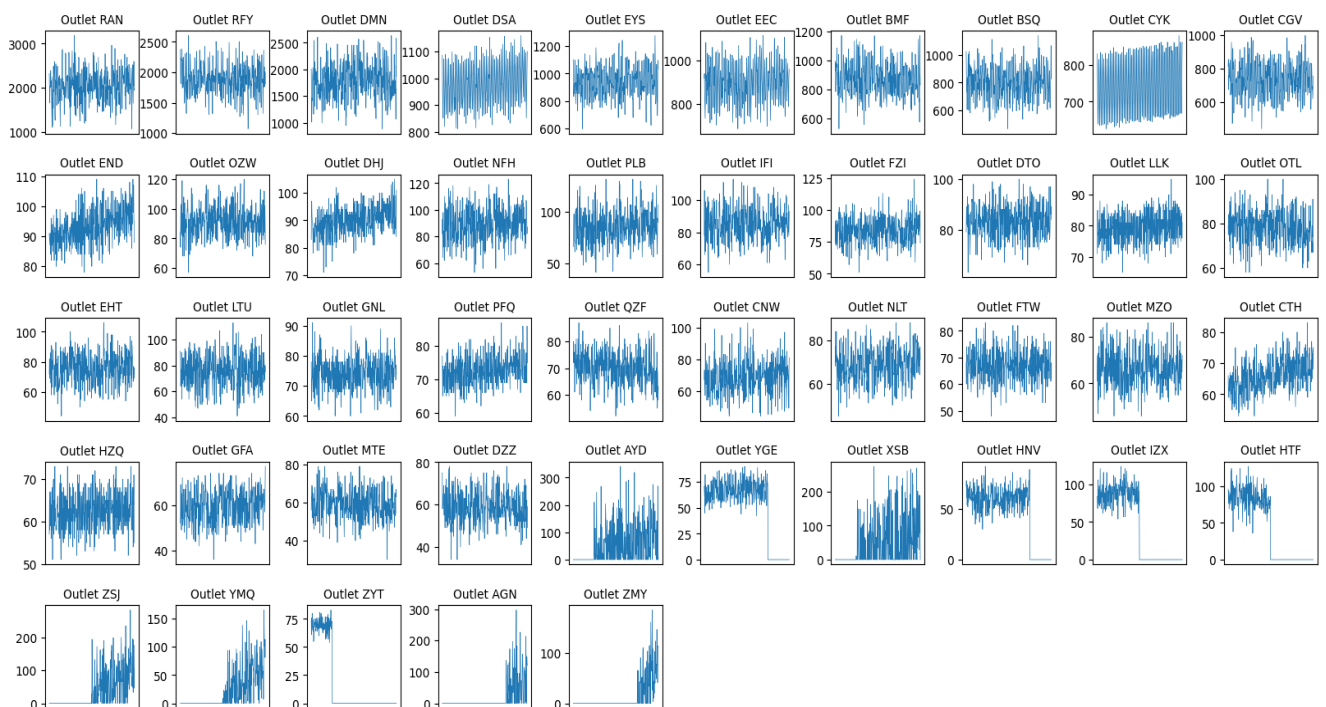 Outlet RAN Outlet RFY Outlet DMN Outlet DSA Outlet EYS Outlet EEC Outlet BMF Outlet BSQ Outlet CYK Outlet CGV
3000 2000 1000
2500 2000 1500 1000
2500 2000 1500 1000
1100 1000 900 800
1200 1000 800 600
1000 800
1200 1000 800 600
1000 800 600
800 700
1000 800 600
Outlet END Outlet OZW Outlet DHJ Outlet NFH Outlet PLB Outlet IFI Outlet FZI Outlet DTO Outlet LLK Outlet OTL
110 100 90 80
120 100 80 60
100 90 80 70
120 100 80 60
100 50
100 80 60
125 100 75 50
100 80
90 80 70
100 80 60
Outlet EHT Outlet LTU Outlet GNL Outlet PFQ Outlet QZF Outlet CNW Outlet NLT Outlet FTW Outlet MZO Outlet CTH
100 80 60
100 80 60 40
90 80 70 60
80 70 60
80 70 60
100 80 60
80 60
80 70 60 50
80 60
80 70 60
Outlet HZQ Outlet GFA Outlet MTE Outlet DZZ Outlet AYD Outlet YGE Outlet XSB Outlet HNV Outlet IZX Outlet HTF
70 60 50
60 40
80 60 40
80 60 40
300 200 100 0
75 50 25 0
200 100 0
50 0
100 50 0
100 50 0
Outlet ZSJ Outlet YMQ Outlet ZYT Outlet AGN Outlet ZMY
200 100 0
150 100 50 0
75 50 25 0
300 200 100 0
100 0